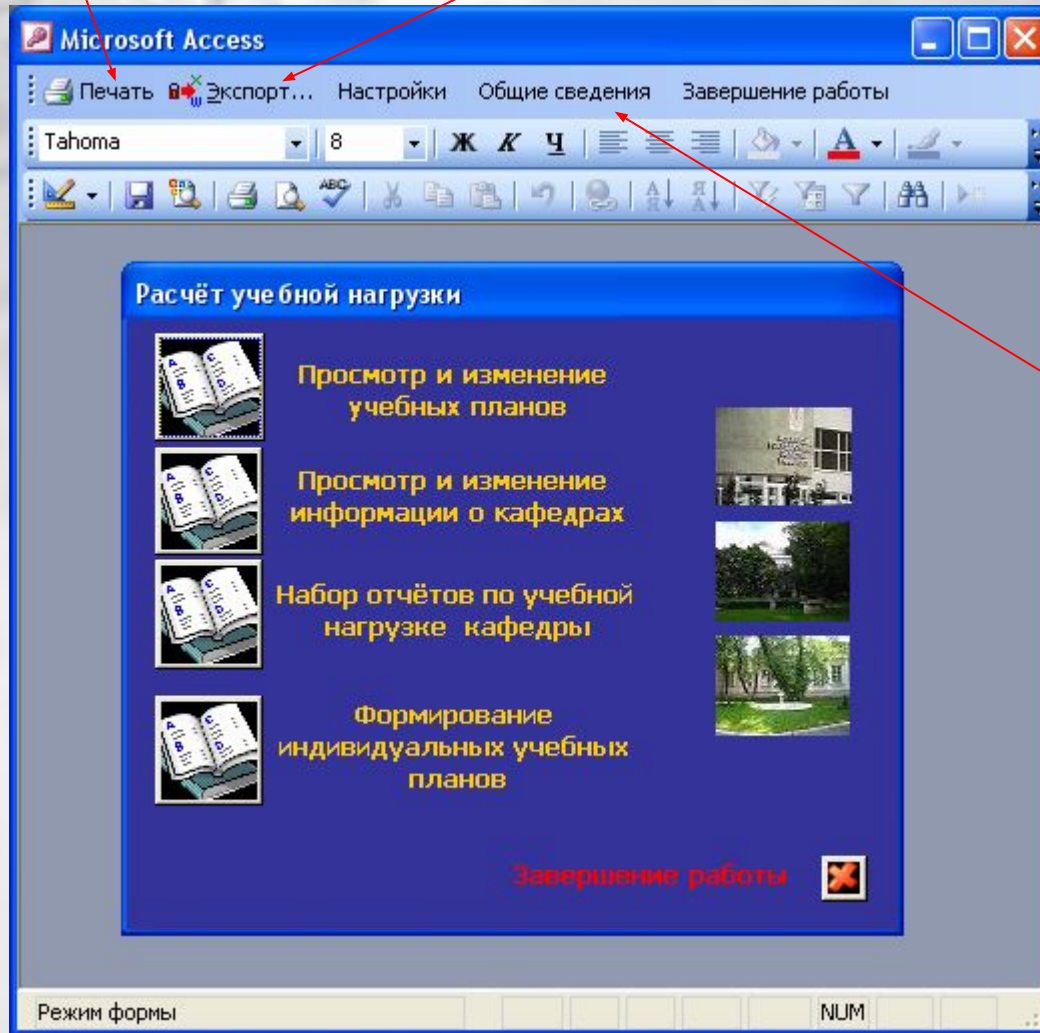 Microsoft Access
Печать Экспорт... Настройки Общие сведения Завершение работы
Tahoma 8 Ж К Ч A
ABC А Я Я А
Расчёт учебной нагрузки
Просмотр и изменение
учебных планов
Просмотр и изменение
информации о кафедрах
Набор отчётов по учебной
нагрузке кафедры
Формирование
индивидуальных учебных
планов
Завершение работы
Режим формы NUM